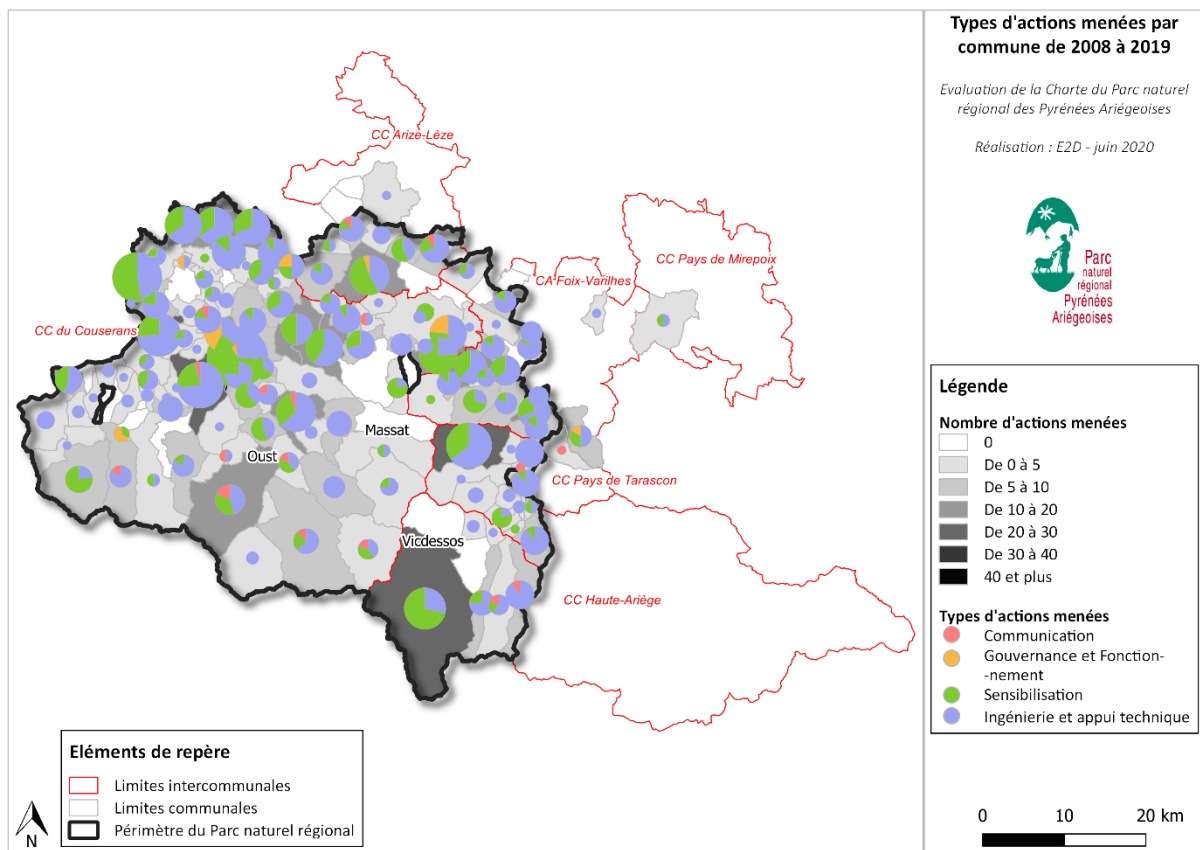 Types d'actions menées par
commune de 2008 à 2019
Evaluation de la Charte du Parc naturel
régional des Pyrénées Ariégeoises
Réalisation : E2D - juin 2020
Parc
naturel
régional
Pyrénées
Ariégeoises
CC Arize-Lèze
CC Pays de Mirepoix
CA Foix-Varilhes
CC du Couserans
Massat
Oust
CC Pays de Tarascon
Vicdessos
CC Haute-Ariège
Légende
Nombre d'actions menées
0
De 0 à 5
De 5 à 10
De 10 à 20
De 20 à 30
De 30 à 40
40 et plus
Types d'actions menées
Communication
Gouvernance et Fonction-
-nement
Sensibilisation
Ingénierie et appui technique
Eléments de repère
Limites intercommunales
Limites communales
Périmètre du Parc naturel régional
N
0 10 20 km